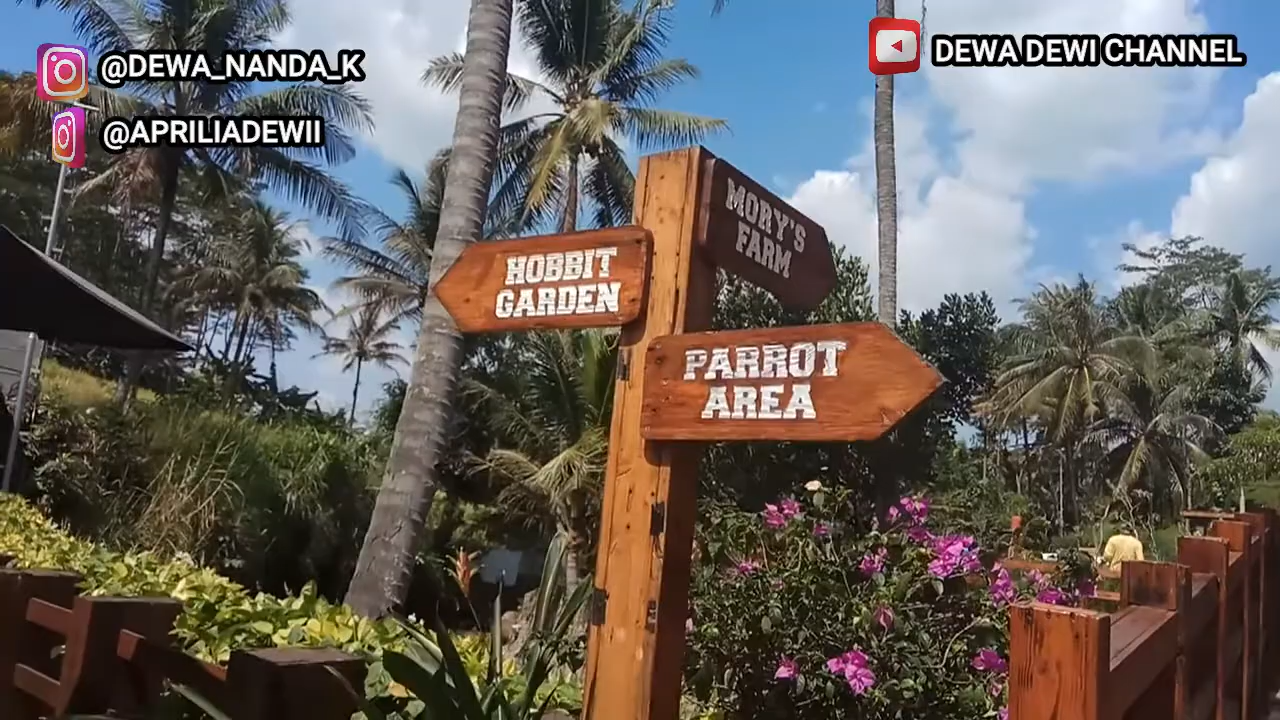 @DEWA_NANDA_K
@APRILIADEWII
DEWA DEWI CHANNEL
MORY'S
FARM
HOBBIT
GARDEN
PARROT
AREA